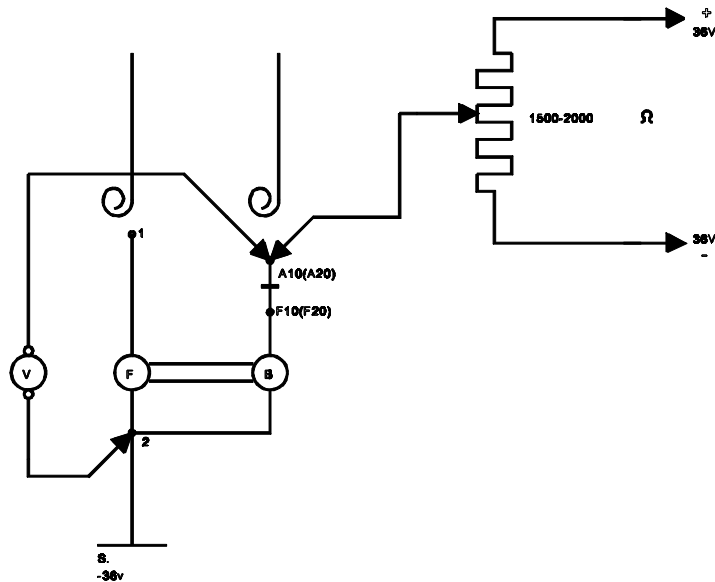 +
36V
1500-2000 Ω
1
A10(A20)
F10(F20)
V
F
B
2
36V
-
S.
-36v